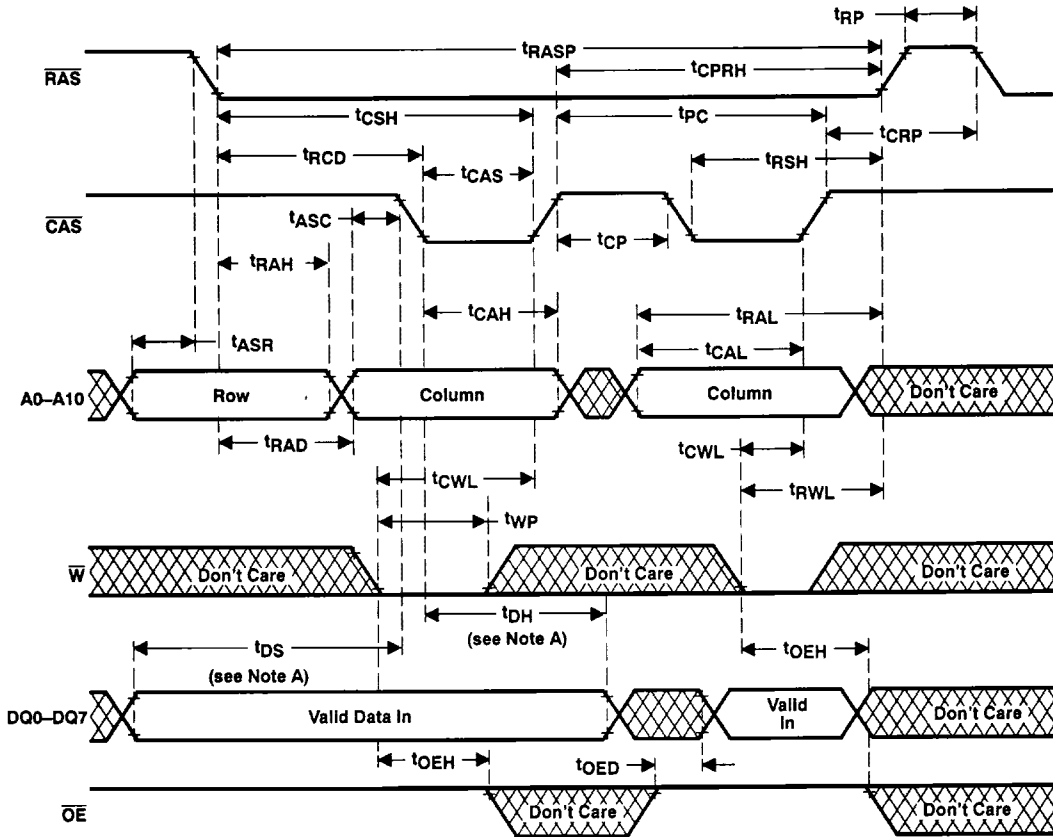 tRP
tRASP
RAS
tCPRH
tCSH
tPC
tCRP
tRCD
tRSH
tCAS
CAS
tASC
tCP
tRAH
tCAH
tRAL
tASR
tCAL
A0–A10
Row
Column
Column
Don't Care
tRAD
tCWL
tCWL
tRWL
tWP
W
Don't Care
Don't Care
Don't Care
tDH
(see Note A)
tDS
(see Note A)
tOEH
DQ0–DQ7
Valid Data In
Valid
In
Don't Care
tOEH
tOED
OE
Don't Care
Don't Care